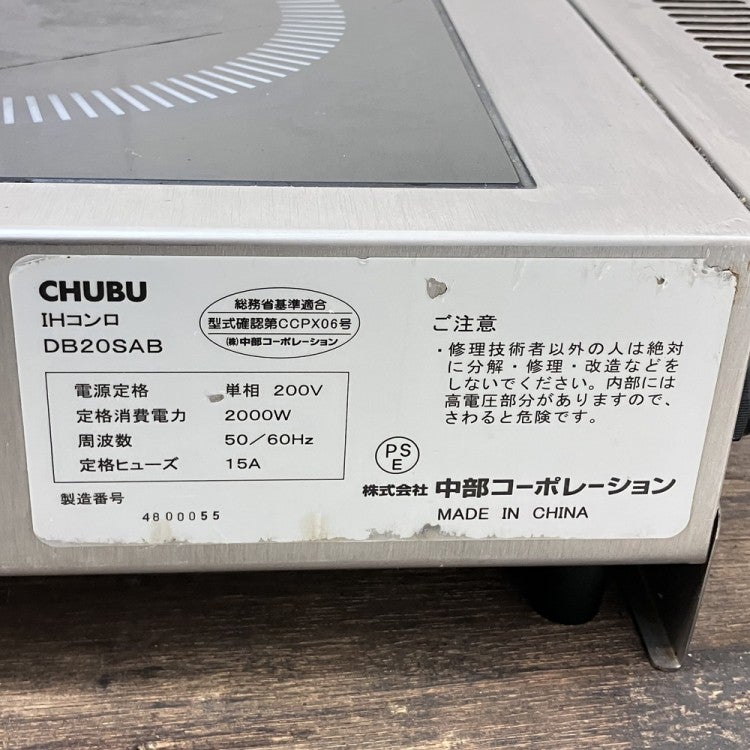 CHUBU
IHコンロ
DB20SAB
総務省基準適合
型式確認第CCPX06号
㈱中部コーポレーション
電源定格 単相 200V
定格消費電力 2000W
周波数 50/60Hz
定格ヒューズ 15A
製造番号
4800055
ご注意
・修理技術者以外の人は絶対
に分解・修理・改造などを
しないでください。内部には
高電圧部分がありますので、
さわると危険です。
PS
E
株式会社 中部コーポレーション
MADE IN CHINA